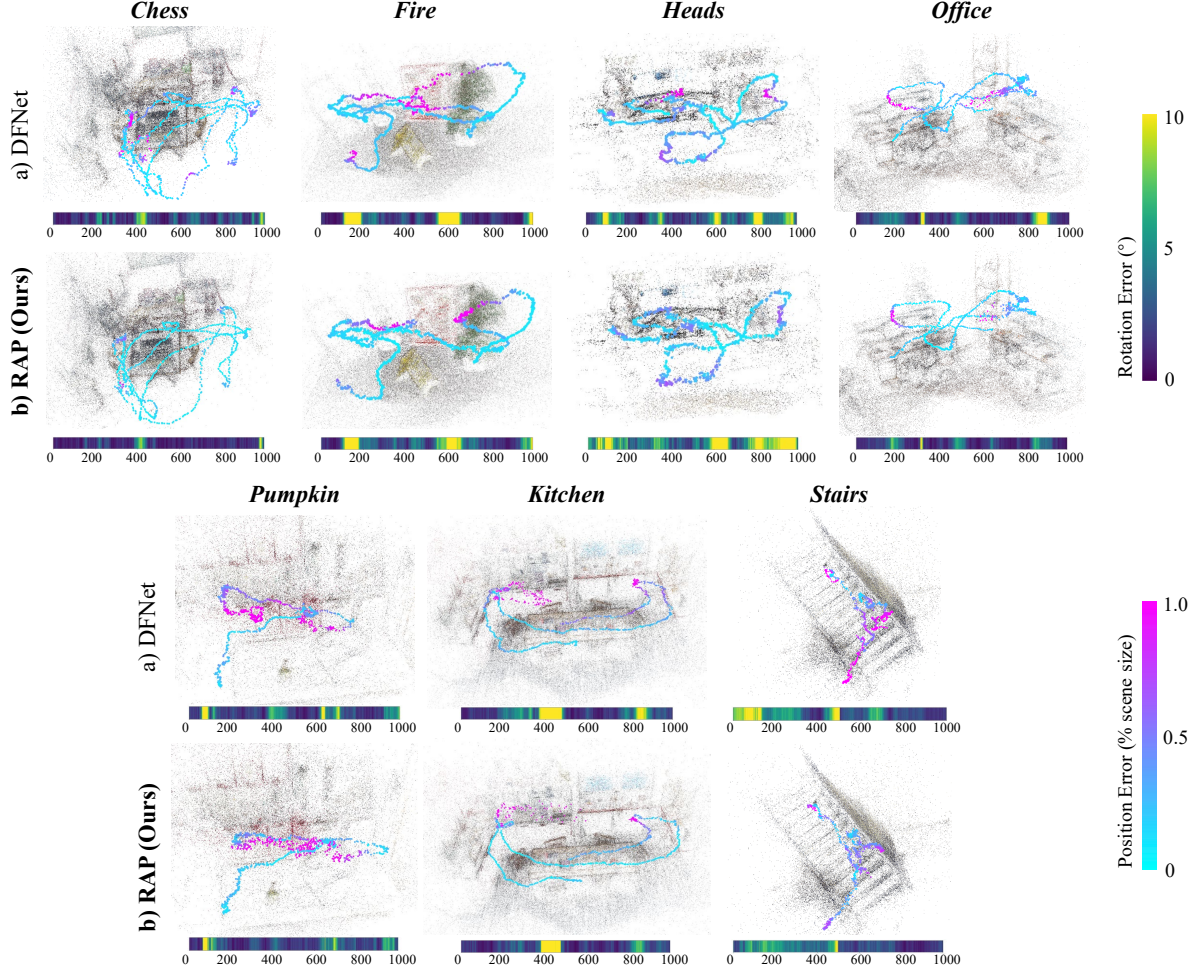 Chess Fire Heads Office
a) DFNet
0 200 400 600 800 1000 0 200 400 600 800 1000 0 200 400 600 800 1000 0 200 400 600 800 1000
b) RAP (Ours)
0 200 400 600 800 1000 0 200 400 600 800 1000 0 200 400 600 800 1000 0 200 400 600 800 1000
10
5
0
Rotation Error (°)
Pumpkin Kitchen Stairs
a) DFNet
0 200 400 600 800 1000 0 200 400 600 800 1000 0 200 400 600 800 1000
b) RAP (Ours)
0 200 400 600 800 1000 0 200 400 600 800 1000 0 200 400 600 800 1000
1.0
0.5
0
Position Error (% scene size)